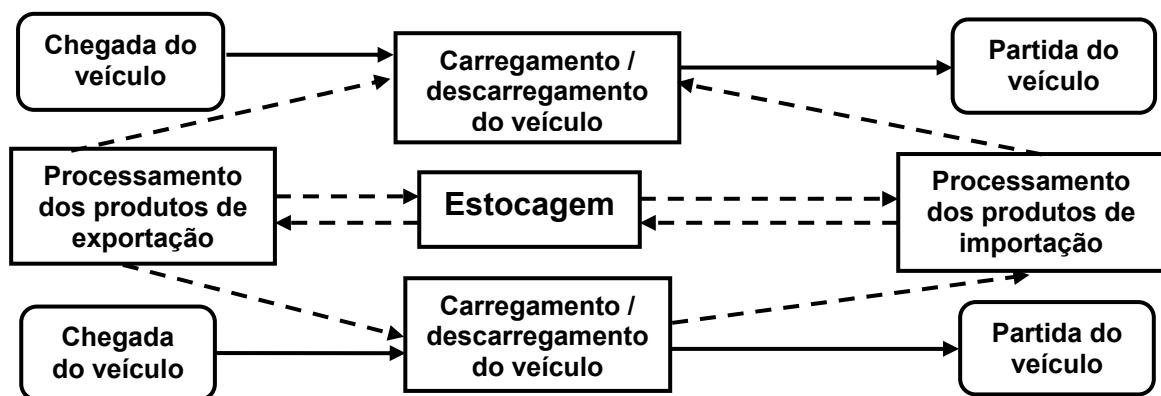 Chegada do
veículo
Carregamento /
descarregamento
do veículo
Partida do
veículo
Processamento
dos produtos de
exportação
Estocagem
Processamento
dos produtos de
importação
Chegada
do veículo
Carregamento /
descarregamento
do veículo
Partida do
veículo